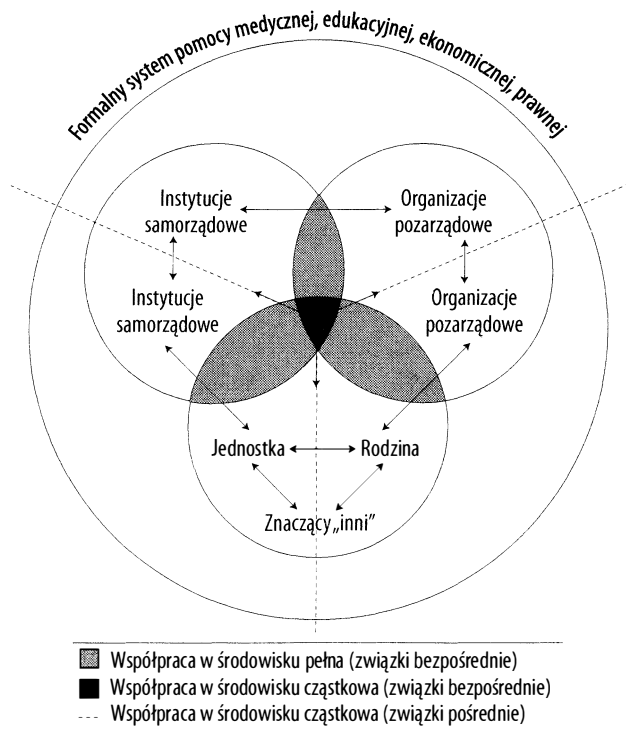 Formalny system pomocy medycznej, edukacyjnej, ekonomicznej, prawnej
Instytucje
samorządowe
Organizacje
pozarządowe
Instytucje
samorządowe
Organizacje
pozarządowe
Jednostka
Rodzina
Znaczący „inni”
Współpraca w środowisku pełna (związki bezpośrednie)
Współpraca w środowisku cząstkowa (związki bezpośrednie)
Współpraca w środowisku cząstkowa (związki pośrednie)